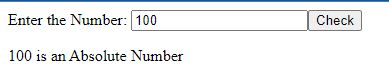 Enter the Number: 100 Check
100 is an Absolute Number